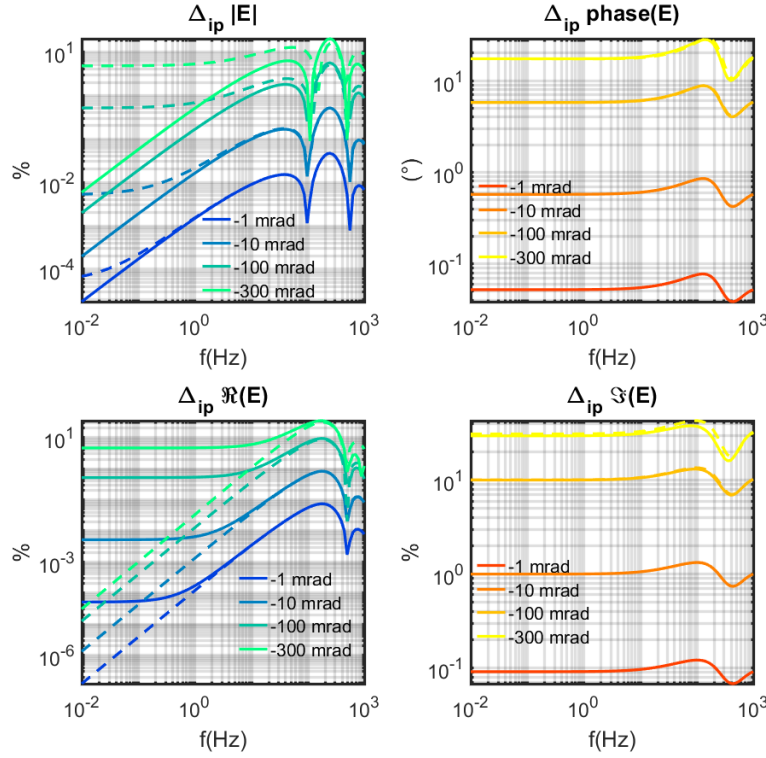 Δip |E|
10^1
10^-2
10^-4
%
-1 mrad
-10 mrad
-100 mrad
-300 mrad
10^-2
10^0
10^3
f(Hz)
Δip phase(E)
10^1
10^0
10^-1
(°)
-1 mrad
-10 mrad
-100 mrad
-300 mrad
10^-2
10^0
10^3
f(Hz)
Δip ℜ(E)
10^1
10^-3
10^-6
%
-1 mrad
-10 mrad
-100 mrad
-300 mrad
10^-2
10^0
10^3
f(Hz)
Δip ℑ(E)
10^1
10^0
10^-1
%
-1 mrad
-10 mrad
-100 mrad
-300 mrad
10^-2
10^0
10^3
f(Hz)